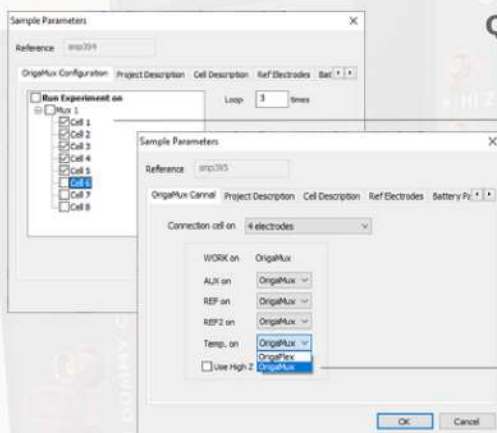 Q
Sample Parameters
Reference smp394
OrigaMux Configuration Project Description Cell Description Ref Electrodes
Run Experiment on
Loop 3 times
Mux 1
Cell 1
Cell 2
Cell 3
Cell 4
Cell 5
Cell 6
Cell 7
Cell 8
Sample Parameters
Reference smp395
OrigaMux Cannal Project Description Cell Description Ref Electrodes Battery
Connection cell on 4 electrodes
WORK on OrigaMux
AUX on OrigaMux
REF on OrigaMux
REF2 on OrigaMux
Temp. on OrigaMux
OrigaFlex
Use High Z OrigaMux
OK Cancel